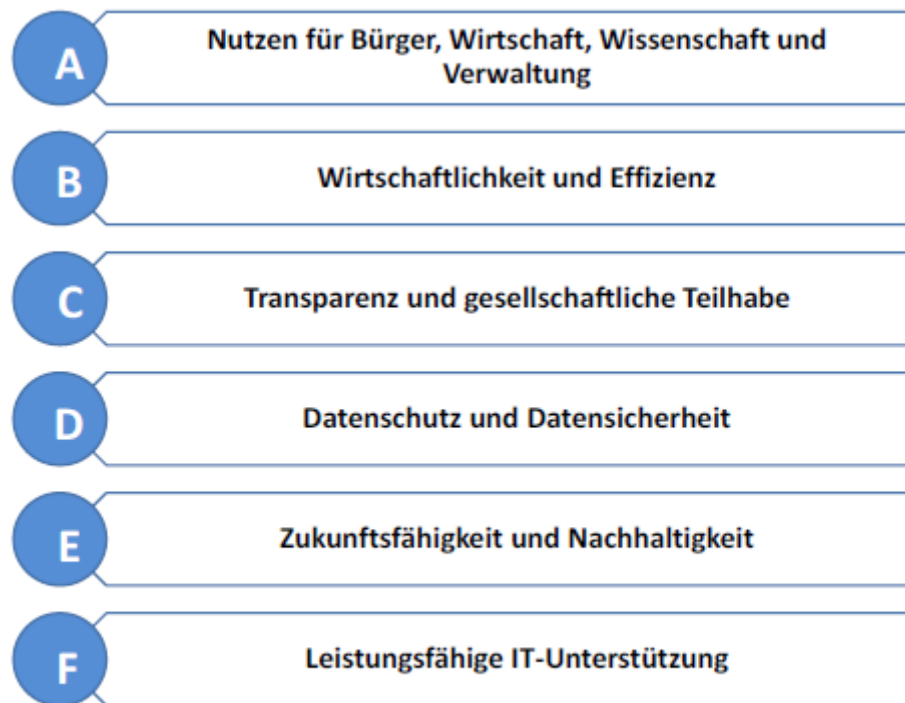 A
Nutzen für Bürger, Wirtschaft, Wissenschaft und
Verwaltung
B
Wirtschaftlichkeit und Effizienz
C
Transparenz und gesellschaftliche Teilhabe
D
Datenschutz und Datensicherheit
E
Zukunftsfähigkeit und Nachhaltigkeit
F
Leistungsfähige IT-Unterstützung